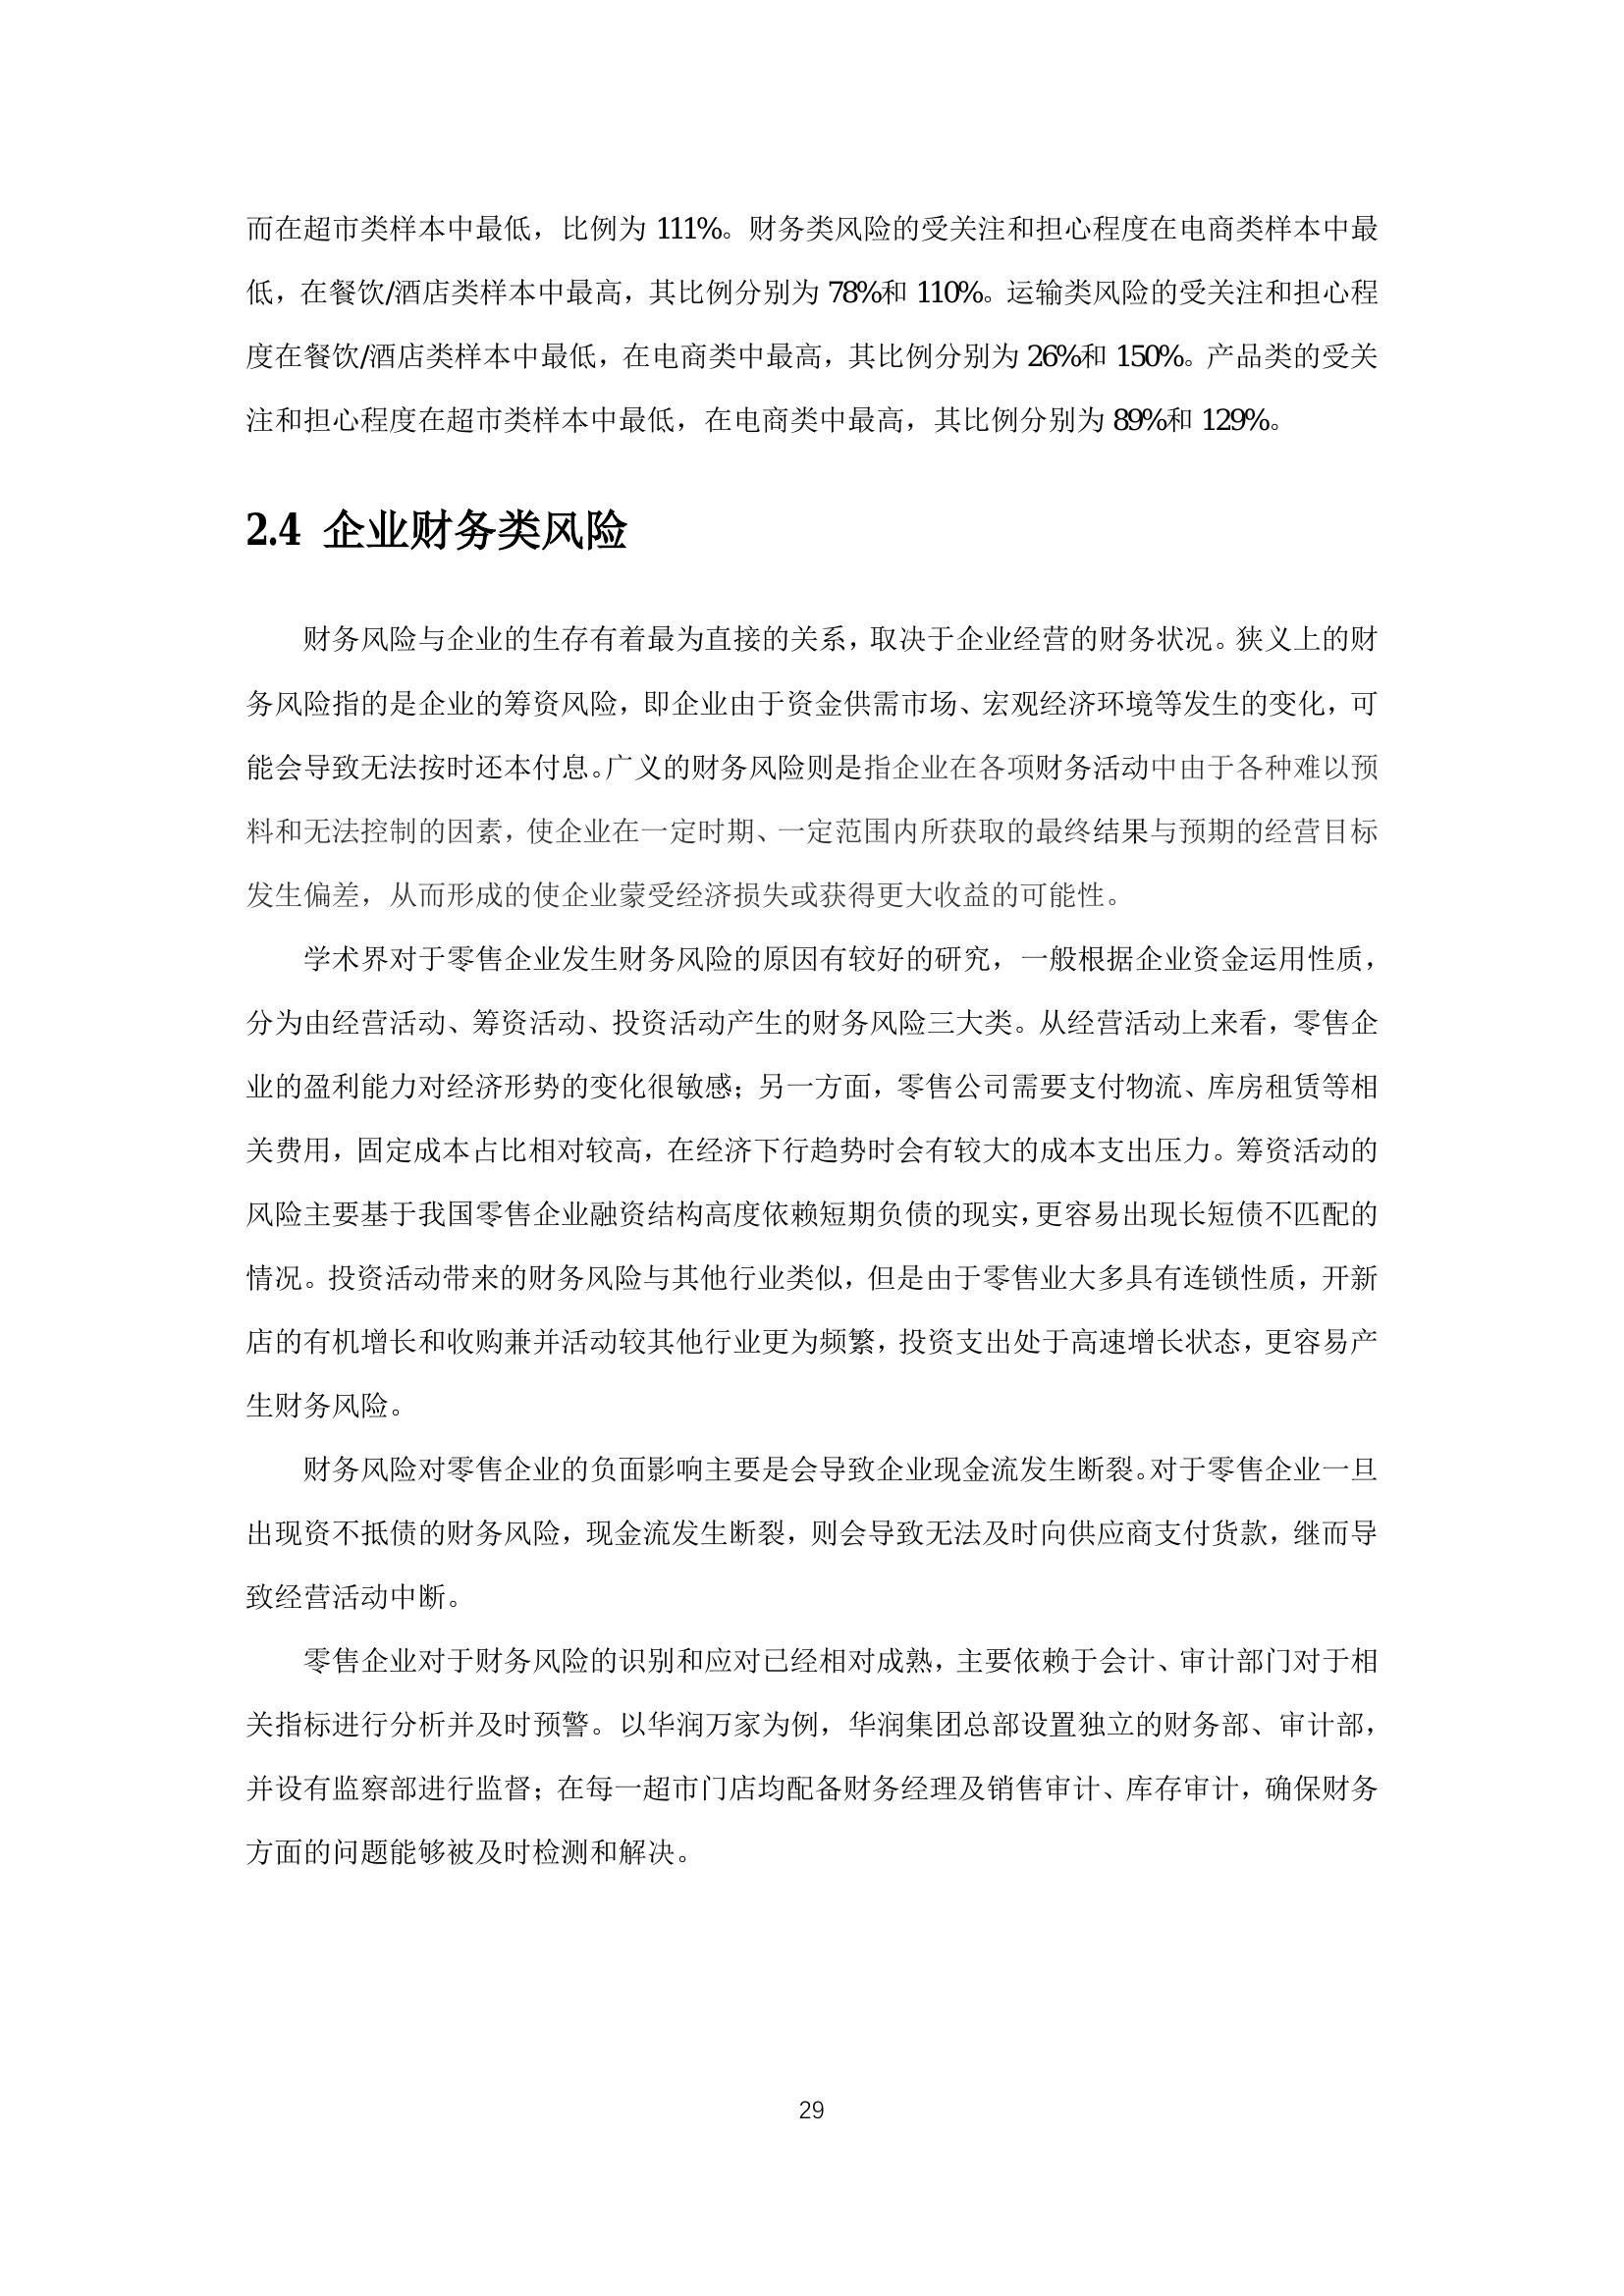 而在超市类样本中最低，比例为 111%。财务类风险的受关注和担心程度在电商类样本中最
低，在餐饮/酒店类样本中最高，其比例分别为 78%和 110%。运输类风险的受关注和担心程
度在餐饮/酒店类样本中最低，在电商类中最高，其比例分别为 26%和 150%。产品类的受关
注和担心程度在超市类样本中最低，在电商类中最高，其比例分别为 89%和 129%。
2.4 企业财务类风险
财务风险与企业的生存有着最为直接的关系，取决于企业经营的财务状况。狭义上的财
务风险指的是企业的筹资风险，即企业由于资金供需市场、宏观经济环境等发生的变化，可
能会导致无法按时还本付息。广义的财务风险则是指企业在各项财务活动中由于各种难以预
料和无法控制的因素，使企业在一定时期、一定范围内所获取的最终结果与预期的经营目标
发生偏差，从而形成的使企业蒙受经济损失或获得更大收益的可能性。
学术界对于零售企业发生财务风险的原因有较好的研究，一般根据企业资金运用性质，
分为由经营活动、筹资活动、投资活动产生的财务风险三大类。从经营活动上来看，零售企
业的盈利能力对经济形势的变化很敏感；另一方面，零售公司需要支付物流、库房租赁等相
关费用，固定成本占比相对较高，在经济下行趋势时会有较大的成本支出压力。筹资活动的
风险主要基于我国零售企业融资结构高度依赖短期负债的现实，更容易出现长短债不匹配的
情况。投资活动带来的财务风险与其他行业类似，但是由于零售业大多具有连锁性质，开新
店的有机增长和收购兼并活动较其他行业更为频繁，投资支出处于高速增长状态，更容易产
生财务风险。
财务风险对零售企业的负面影响主要是会导致企业现金流发生断裂。对于零售企业一旦
出现资不抵债的财务风险，现金流发生断裂，则会导致无法及时向供应商支付货款，继而导
致经营活动中断。
零售企业对于财务风险的识别和应对已经相对成熟，主要依赖于会计、审计部门对于相
关指标进行分析并及时预警。以华润万家为例，华润集团总部设置独立的财务部、审计部，
并设有监察部进行监督；在每一超市门店均配备财务经理及销售审计、库存审计，确保财务
方面的问题能够被及时检测和解决。
29